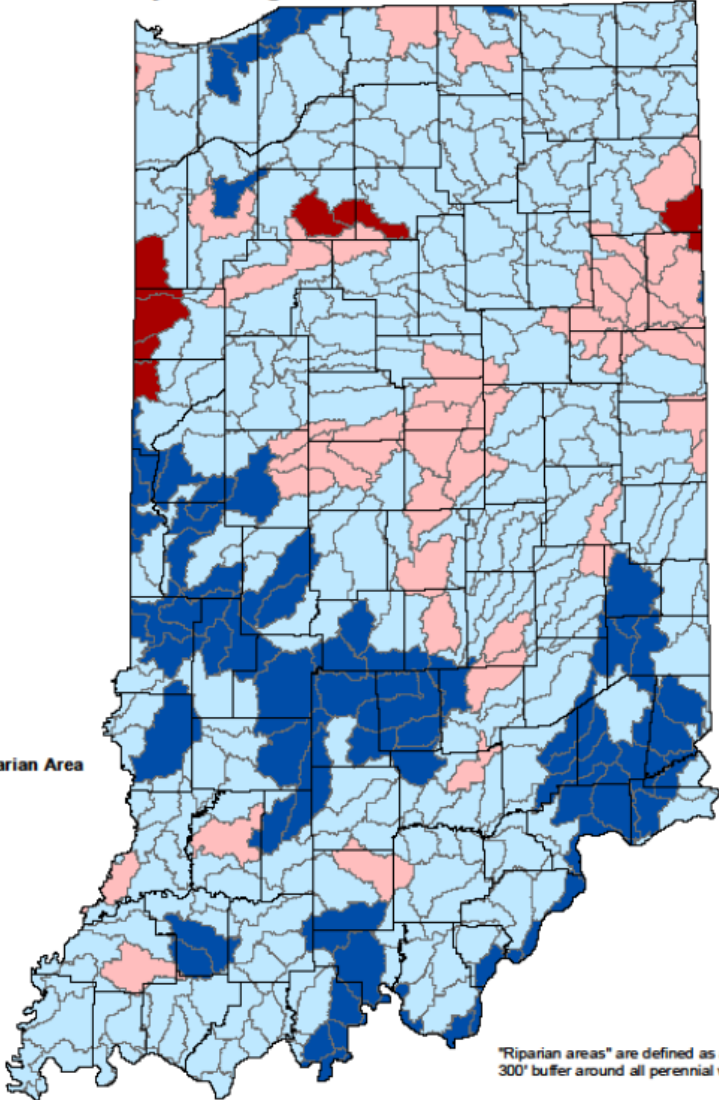 arian Area
"Riparian areas" are defined as
300' buffer around all perennial